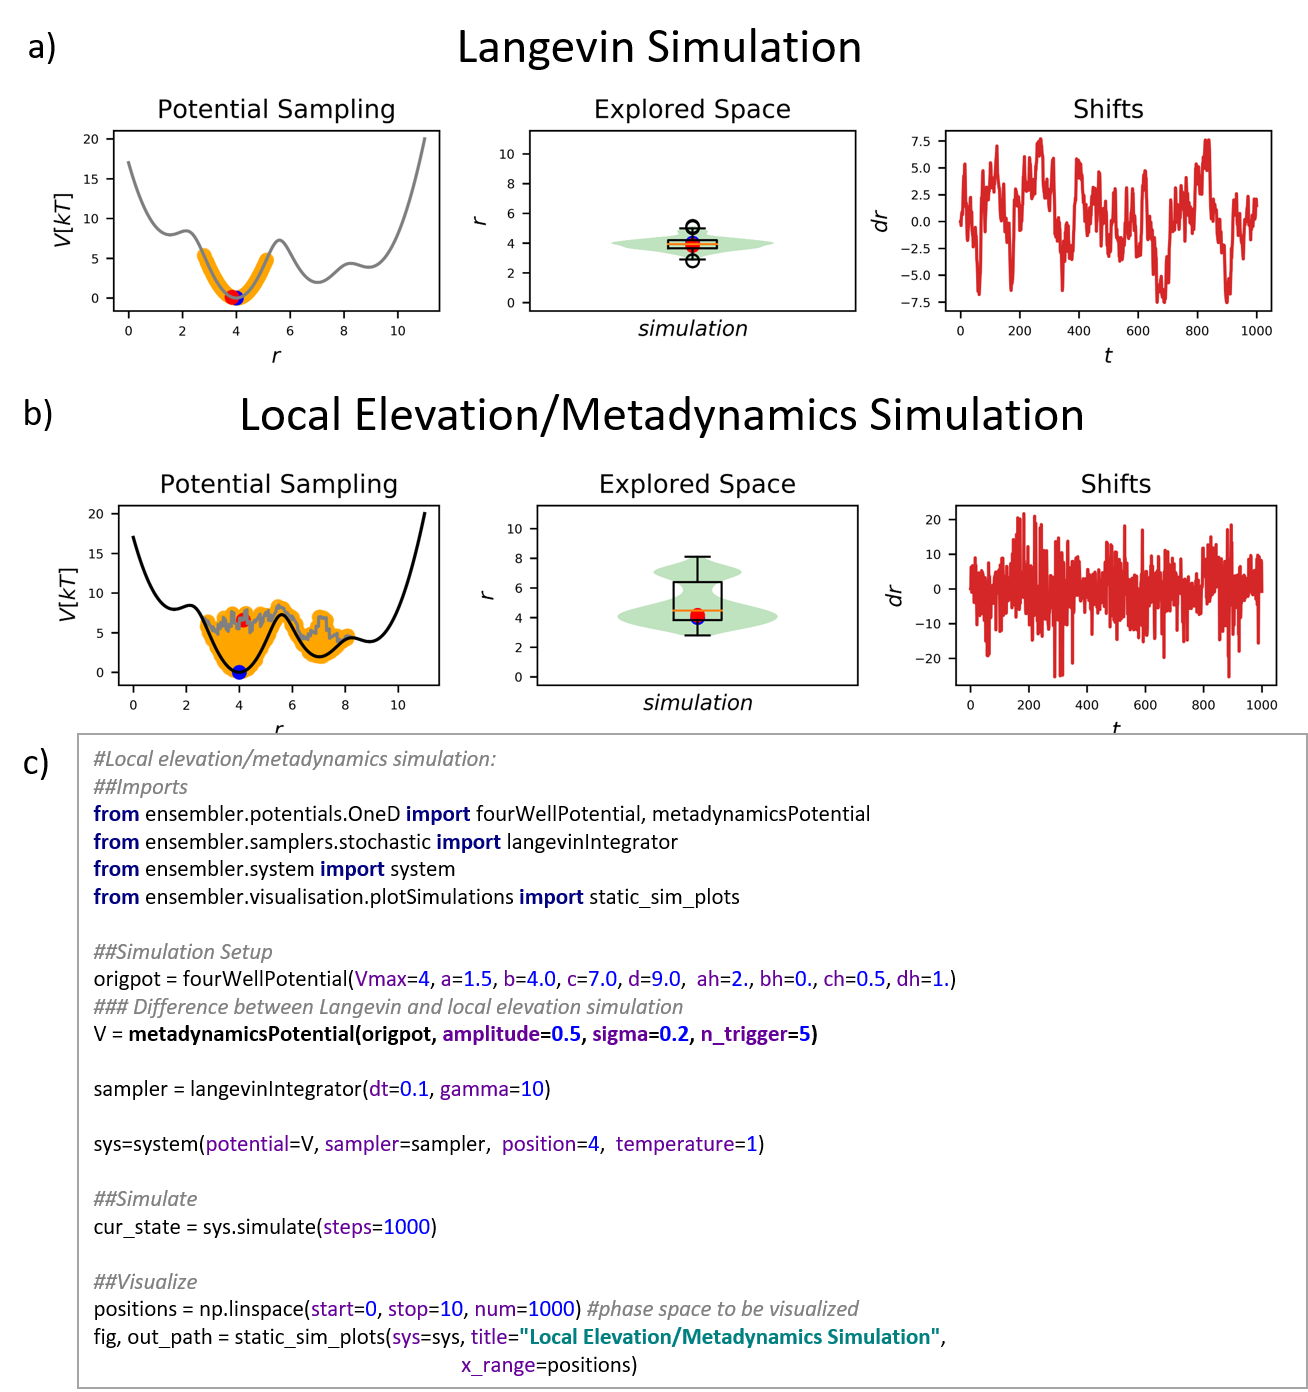 a)
Langevin Simulation
Potential Sampling
Explored Space
Shifts
V[kT]
20
15
10
5
0
0 2 4 6 8 10
r
r
10
8
6
4
2
0
simulation
dr
7.5
5.0
2.5
0.0
−2.5
−5.0
−7.5
0 200 400 600 800 1000
t
b)
Local Elevation/Metadynamics Simulation
Potential Sampling
Explored Space
Shifts
V[kT]
20
15
10
5
0
0 2 4 6 8 10
r
r
10
8
6
4
2
0
simulation
dr
20
10
0
−10
−20
0 200 400 600 800 1000
t
c)
#Local elevation/metadynamics simulation:
##Imports
from ensembler.potentials.OneD import fourWellPotential, metadynamicsPotential
from ensembler.samplers.stochastic import langevinIntegrator
from ensembler.system import system
from ensembler.visualisation.plotSimulations import static_sim_plots
##Simulation Setup
origpot = fourWellPotential(Vmax=4, a=1.5, b=4.0, c=7.0, d=9.0, ah=2., bh=0., ch=0.5, dh=1.)
### Difference between Langevin and local elevation simulation
V = metadynamicsPotential(origpot, amplitude=0.5, sigma=0.2, n_trigger=5)
sampler = langevinIntegrator(dt=0.1, gamma=10)
sys=system(potential=V, sampler=sampler, position=4, temperature=1)
##Simulate
cur_state = sys.simulate(steps=1000)
##Visualize
positions = np.linspace(start=0, stop=10, num=1000) #phase space to be visualized
fig, out_path = static_sim_plots(sys=sys, title="Local Elevation/Metadynamics Simulation",
x_range=positions)